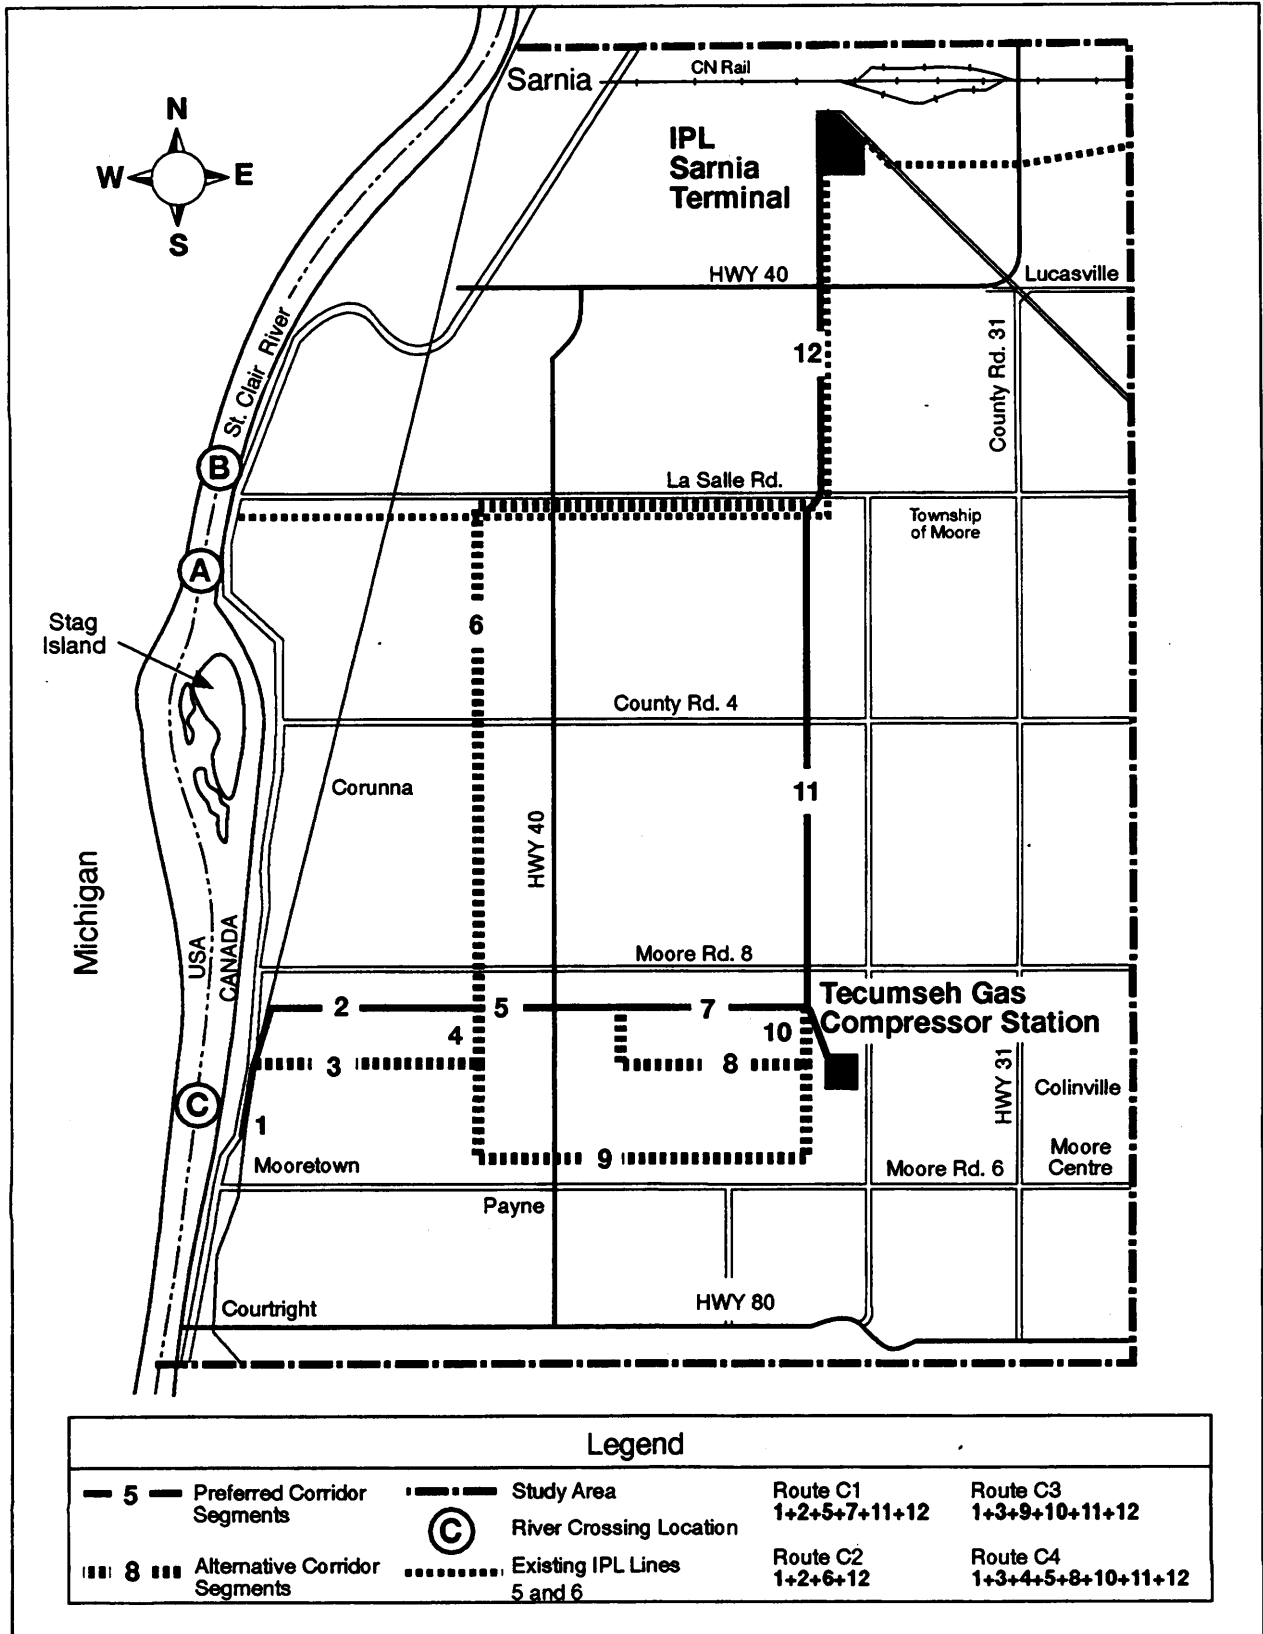 Sarnia
CN Rail
N
W
E
S
IPL
Sarnia
Terminal
HWY 40
Lucasville
St. Clair River
12
County Rd. 31
B
La Salle Rd.
Township
of Moore
A
Stag
Island
6
County Rd. 4
Corunna
11
HWY 40
Michigan
USA
CANADA
Moore Rd. 8
Tecumseh Gas
Compressor Station
2
5
7
4
10
3
8
HWY 31
Colinville
C
1
Mooretown
9
Moore
Centre
Moore Rd. 6
Payne
Courtright
HWY 80
Legend
5 Preferred Corridor
Segments
8 Alternative Corridor
Segments
Study Area
C River Crossing Location
Existing IPL Lines
5 and 6
Route C1
1+2+5+7+11+12
Route C2
1+2+6+12
Route C3
1+3+9+10+11+12
Route C4
1+3+4+5+8+10+11+12